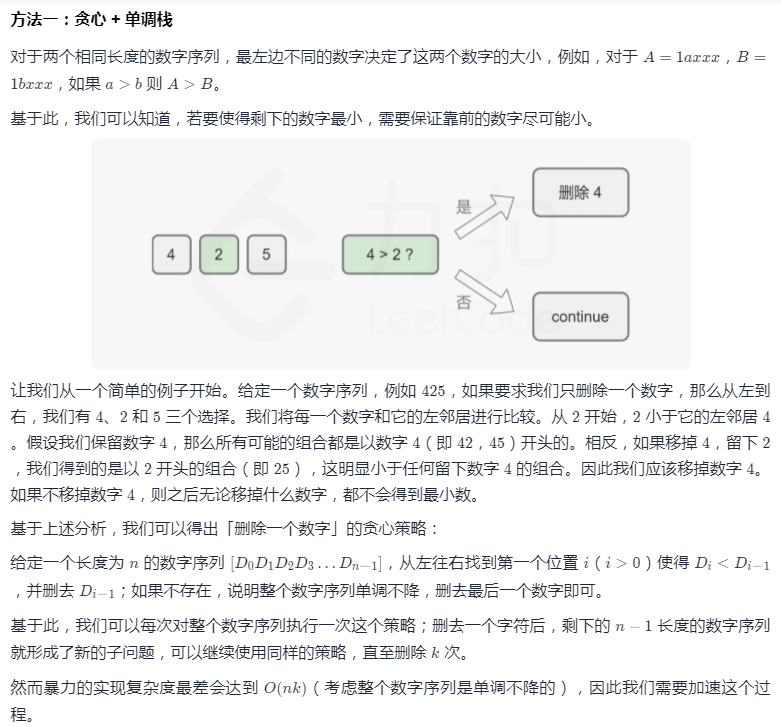 方法一：贪心 + 单调栈
对于两个相同长度的数字序列，最左边不同的数字决定了这两个数字的大小，例如，对于 A = 1axxx，B =
1bxxx，如果 a > b 则 A > B。
基于此，我们可以知道，若要使得剩下的数字最小，需要保证靠前的数字尽可能小。
力扣
LeetCode
是
删除 4
4 2 5
4 > 2 ?
否
continue
让我们从一个简单的例子开始。给定一个数字序列，例如 425，如果要求我们只删除一个数字，那么从左到
右，我们有 4、2 和 5 三个选择。我们将每一个数字和它的左邻居进行比较。从 2 开始，2 小于它的左邻居 4
。假设我们保留数字 4，那么所有可能的组合都是以数字 4（即 42，45）开头的。相反，如果移掉 4，留下 2
，我们得到的是以 2 开头的组合（即 25），这明显小于任何留下数字 4 的组合。因此我们应该移掉数字 4。
如果不移掉数字 4，则之后无论移掉什么数字，都不会得到最小数。
基于上述分析，我们可以得出「删除一个数字」的贪心策略：
给定一个长度为 n 的数字序列 [D₀D₁D₂D₃…Dₙ₋₁]，从左往右找到第一个位置 i（i > 0）使得 Dᵢ < Dᵢ₋₁
，并删去 Dᵢ₋₁；如果不存在，说明整个数字序列单调不降，删去最后一个数字即可。
基于此，我们可以每次对整个数字序列执行一次这个策略；删去一个字符后，剩下的 n − 1 长度的数字序列
就形成了新的子问题，可以继续使用同样的策略，直至删除 k 次。
然而暴力的实现复杂度最差会达到 O(nk)（考虑整个数字序列是单调不降的），因此我们需要加速这个过
程。